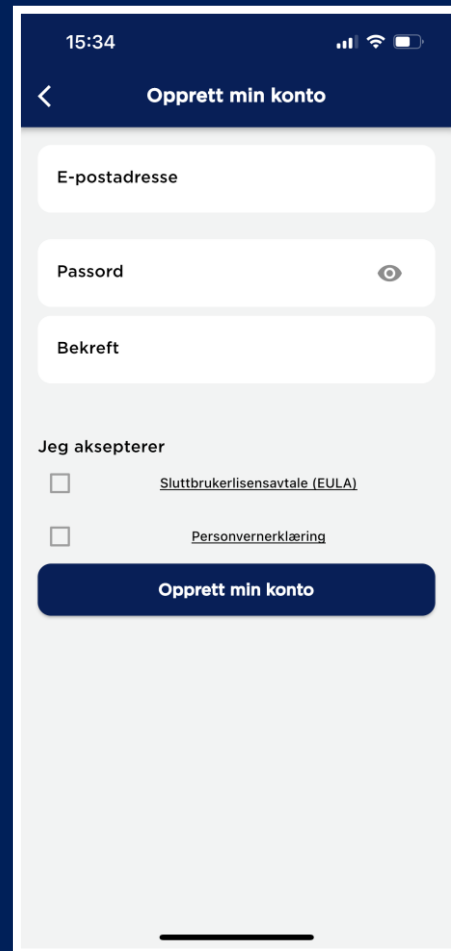 15:34
Opprett min konto
E-postadresse
Passord
Bekreft
Jeg aksepterer
Sluttbrukerlisensavtale (EULA)
Personvernerklæring
Opprett min konto